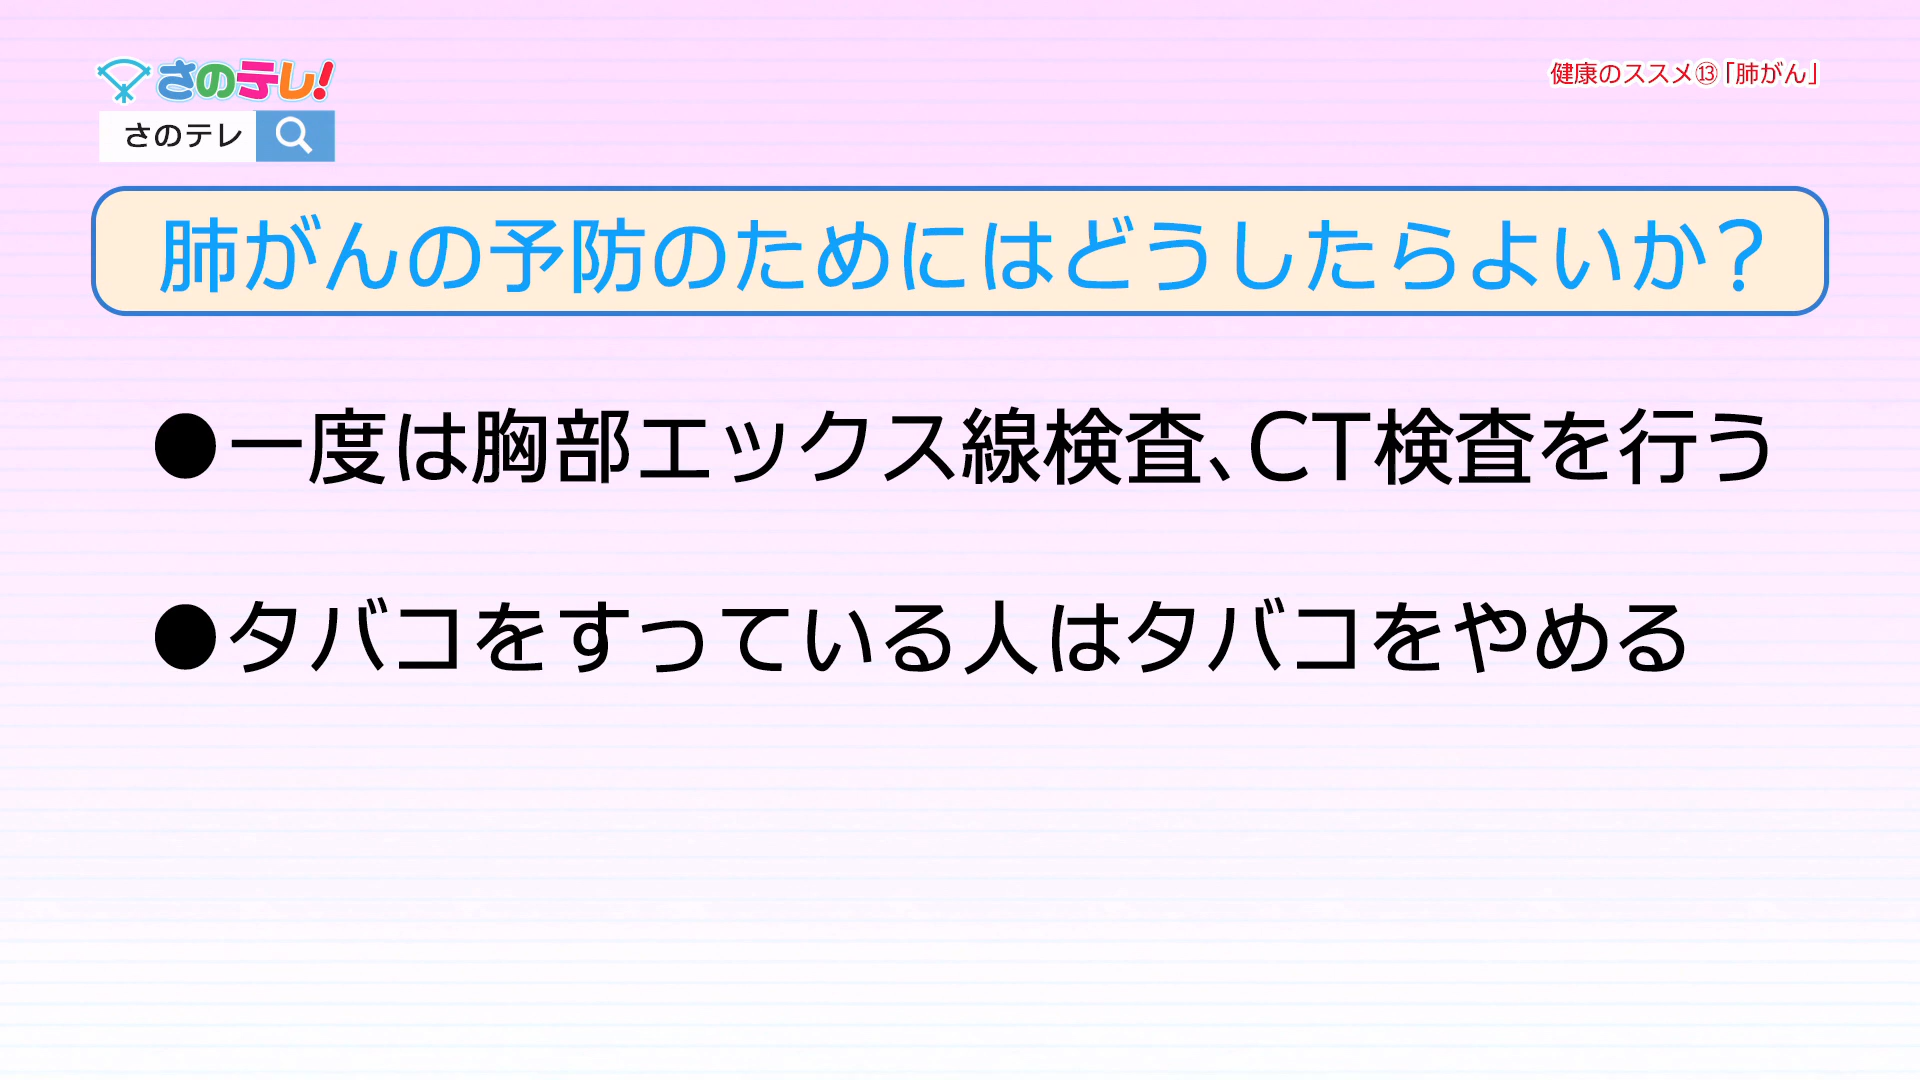 さのテレ!
さのテレ
健康のススメ⑬「肺がん」
肺がんの予防のためにはどうしたらよいか?
●一度は胸部エックス線検査、CT検査を行う
●タバコをすっている人はタバコをやめる